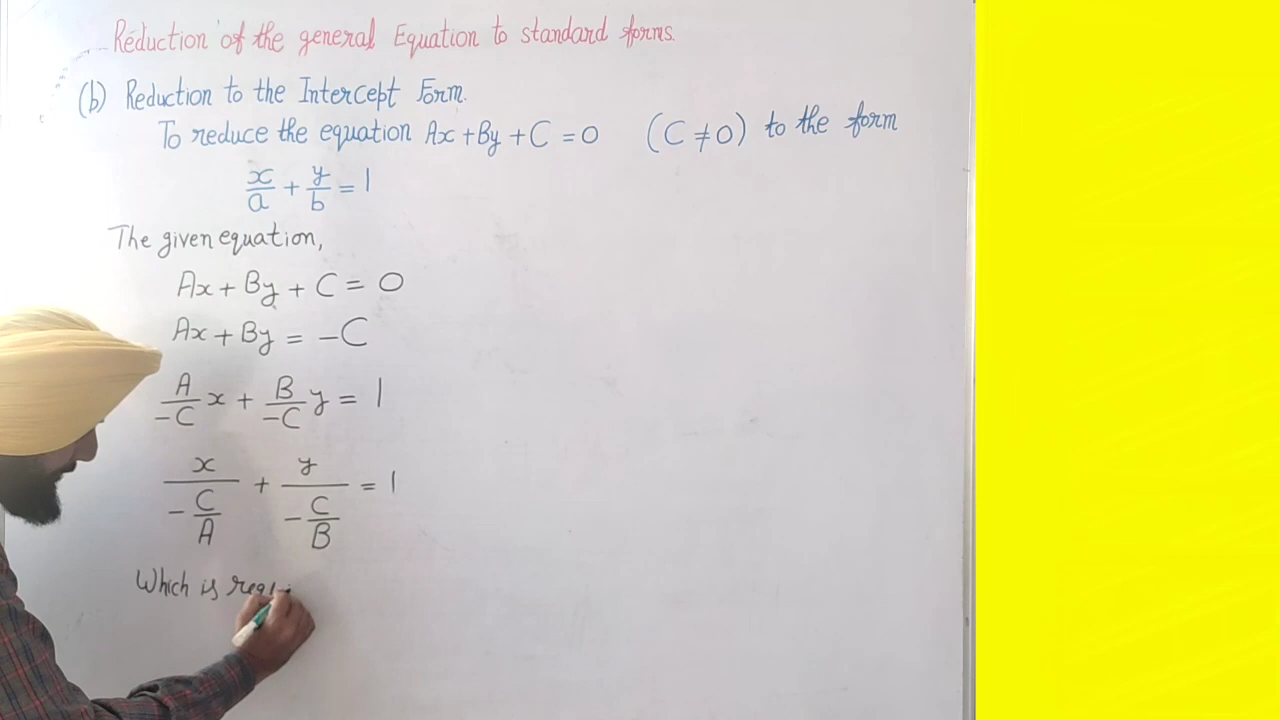 Reduction of the general Equation to standard forms.
(b) Reduction to the Intercept Form.
To reduce the equation Ax + By + C = 0 (C ≠ 0) to the form
x/a + y/b = 1
The given equation,
Ax + By + C = 0
Ax + By = -C
A/-C x + B/-C y = 1
x/(-C/A) + y/(-C/B) = 1
Which is